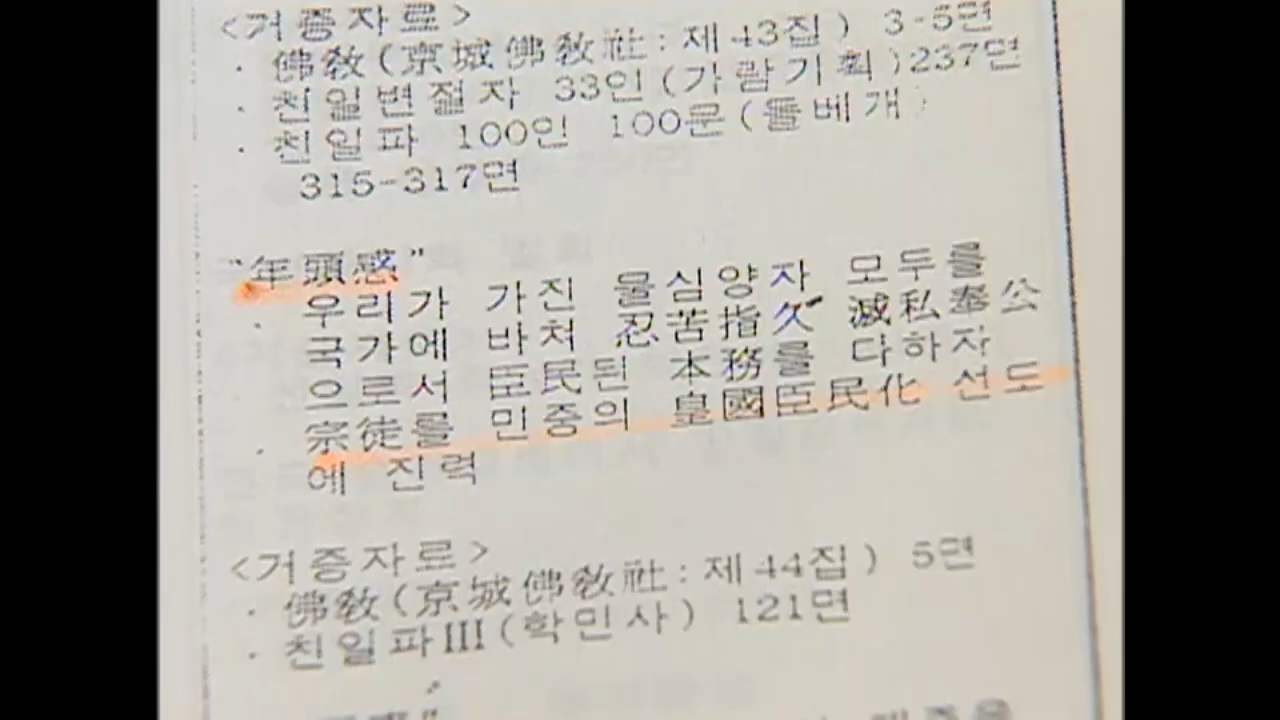 <거증자료>
· 佛敎(京城佛敎社:제43집) 3-5면
· 친일변절자 33인(가람기획)237면
· 친일파 100인 100문(돌베개)
315-317면
"年頭感"
· 우리가 가진 물심양자 모두를
국가에 바처 忍苦指久 滅私奉公
으로서 臣民된 本務를 다하자
· 宗徒를 민중의 皇國臣民化 선도
에 진력
<거증자료>
· 佛敎(京城佛敎社:제44집) 5면
· 친일파III(학민사) 121면